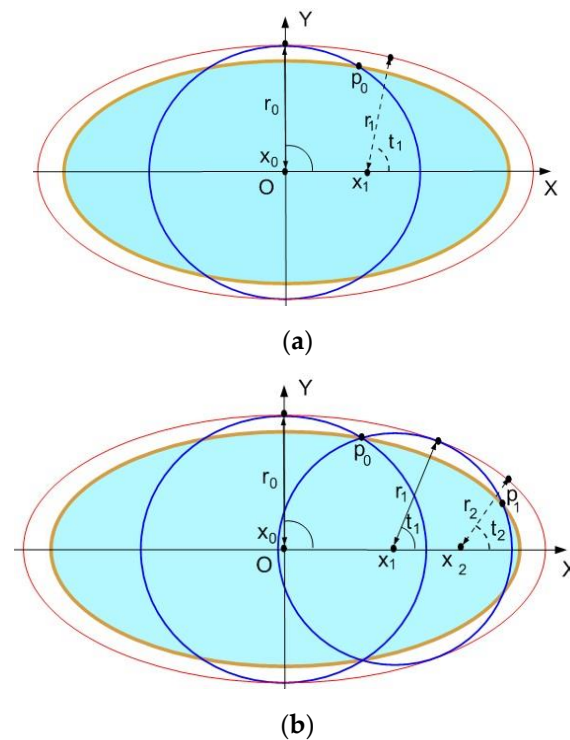 Y
p₀
r₀
r₁
t₁
x₀
O
x₁
X
(a)
Y
p₀
r₀
r₁
r₂
p₁
x₀
t₁
t₂
O
x₁
x₂
X
(b)